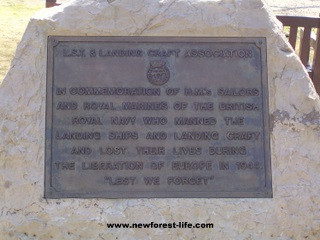 L.S.T. & LANDING CRAFT ASSOCIATION
IN COMMEMORATION OF H.M. SAILORS
AND ROYAL MARINES OF THE BRITISH
ROYAL NAVY WHO MANNED THE
LANDING SHIPS AND LANDING CRAFT
AND LOST THEIR LIVES DURING
THE LIBERATION OF EUROPE IN 1944.
"LEST WE FORGET"
www.newforest-life.com